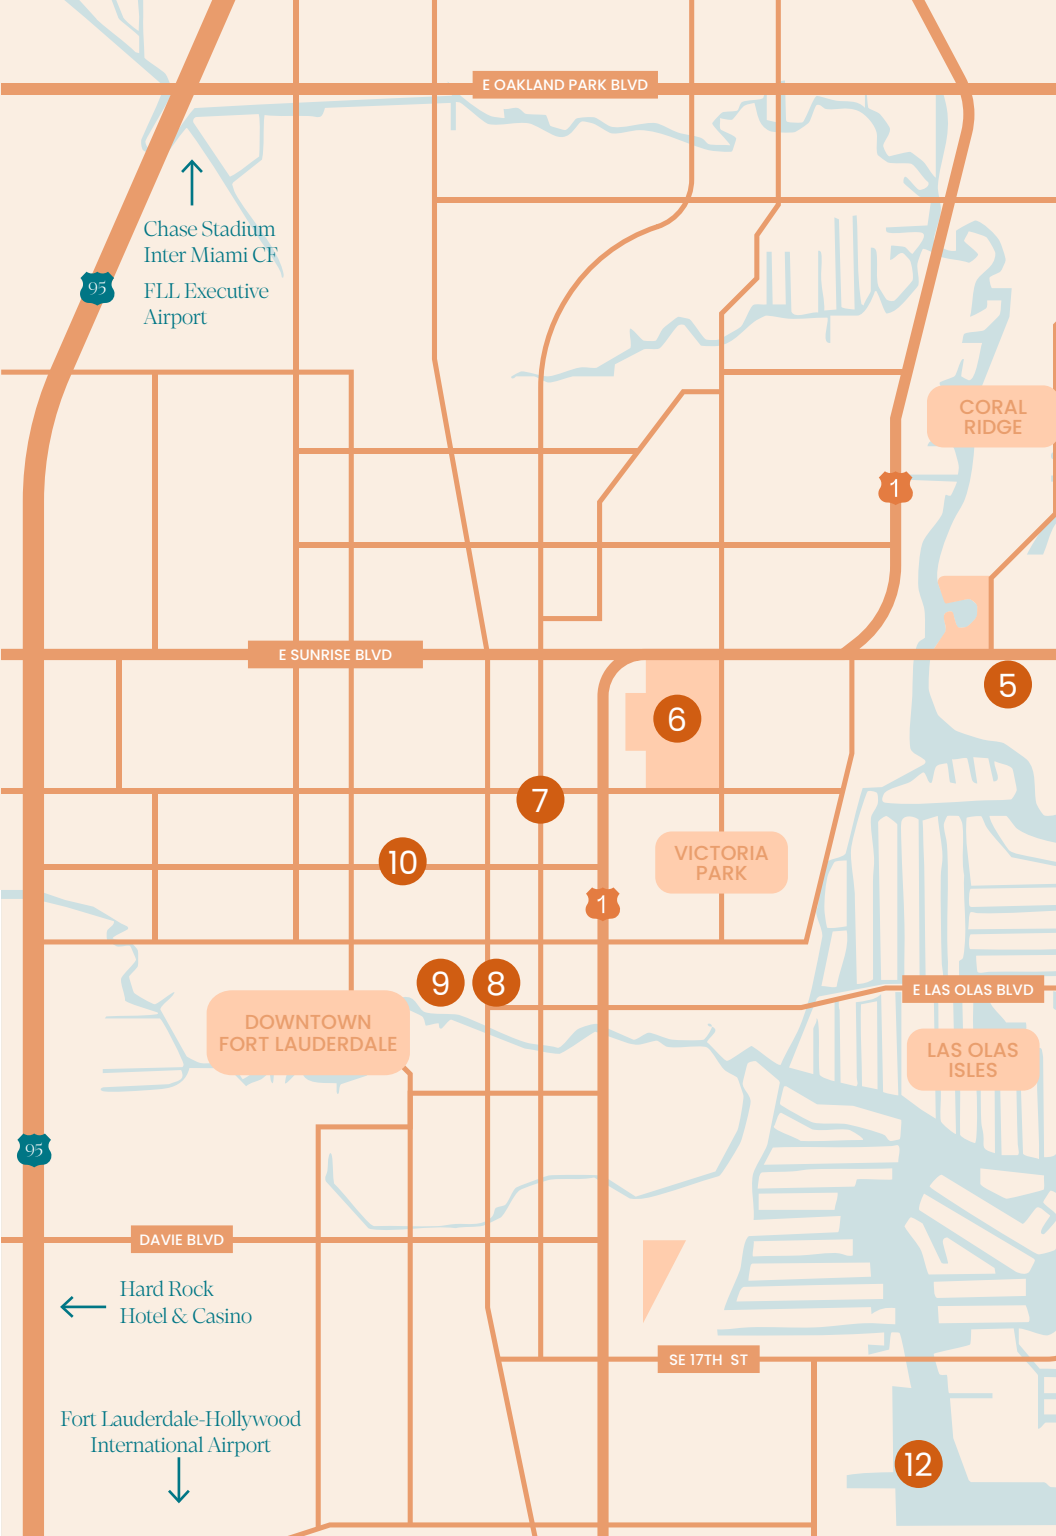 E OAKLAND PARK BLVD
Chase Stadium
Inter Miami CF
95
FLL Executive
Airport
CORAL
RIDGE
1
E SUNRISE BLVD
5
6
7
10
VICTORIA
PARK
1
9
8
E LAS OLAS BLVD
DOWNTOWN
FORT LAUDERDALE
LAS OLAS
ISLES
95
DAVIE BLVD
Hard Rock
Hotel & Casino
SE 17TH ST
Fort Lauderdale-Hollywood
International Airport
12